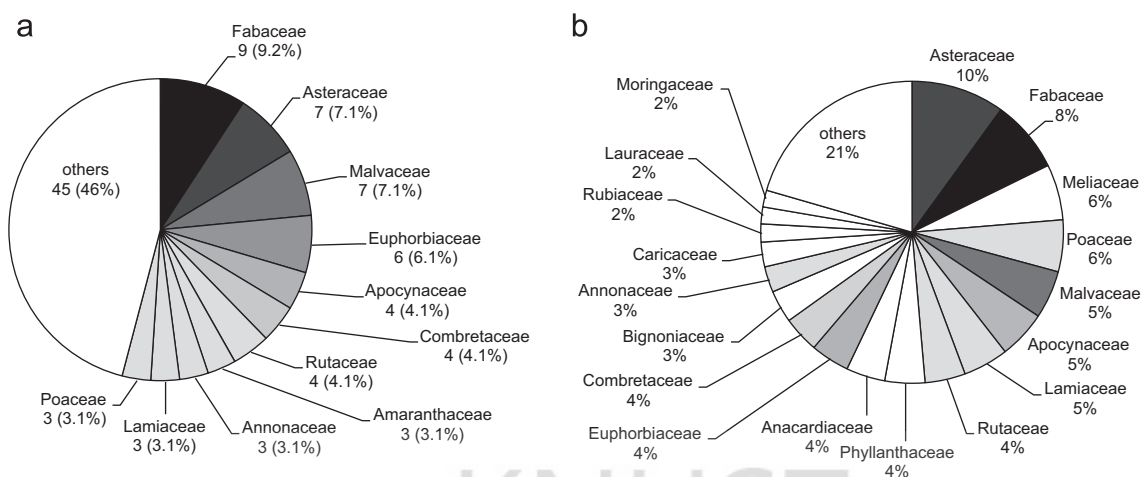 a
Fabaceae
9 (9.2%)
Asteraceae
7 (7.1%)
Malvaceae
7 (7.1%)
Euphorbiaceae
6 (6.1%)
Apocynaceae
4 (4.1%)
Combretaceae
4 (4.1%)
Rutaceae
4 (4.1%)
Amaranthaceae
3 (3.1%)
Annonaceae
3 (3.1%)
Lamiaceae
3 (3.1%)
Poaceae
3 (3.1%)
others
45 (46%)
b
Asteraceae
10%
Fabaceae
8%
Meliaceae
6%
Poaceae
6%
Malvaceae
5%
Apocynaceae
5%
Lamiaceae
5%
Rutaceae
4%
Phyllanthaceae
4%
Anacardiaceae
4%
Euphorbiaceae
4%
Combretaceae
4%
Bignoniaceae
3%
Annonaceae
3%
Caricaceae
3%
Rubiaceae
2%
Lauraceae
2%
Moringaceae
2%
others
21%